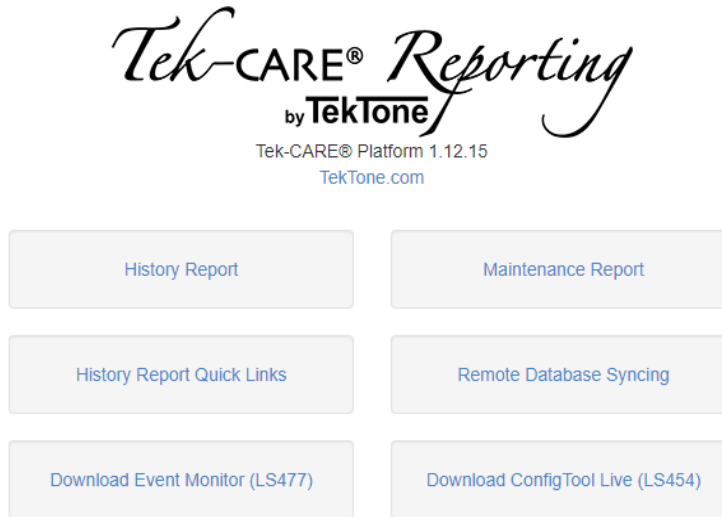 Tek-CARE® Reporting
by TekTone
Tek-CARE® Platform 1.12.15
TekTone.com
History Report
Maintenance Report
History Report Quick Links
Remote Database Syncing
Download Event Monitor (LS477)
Download ConfigTool Live (LS454)